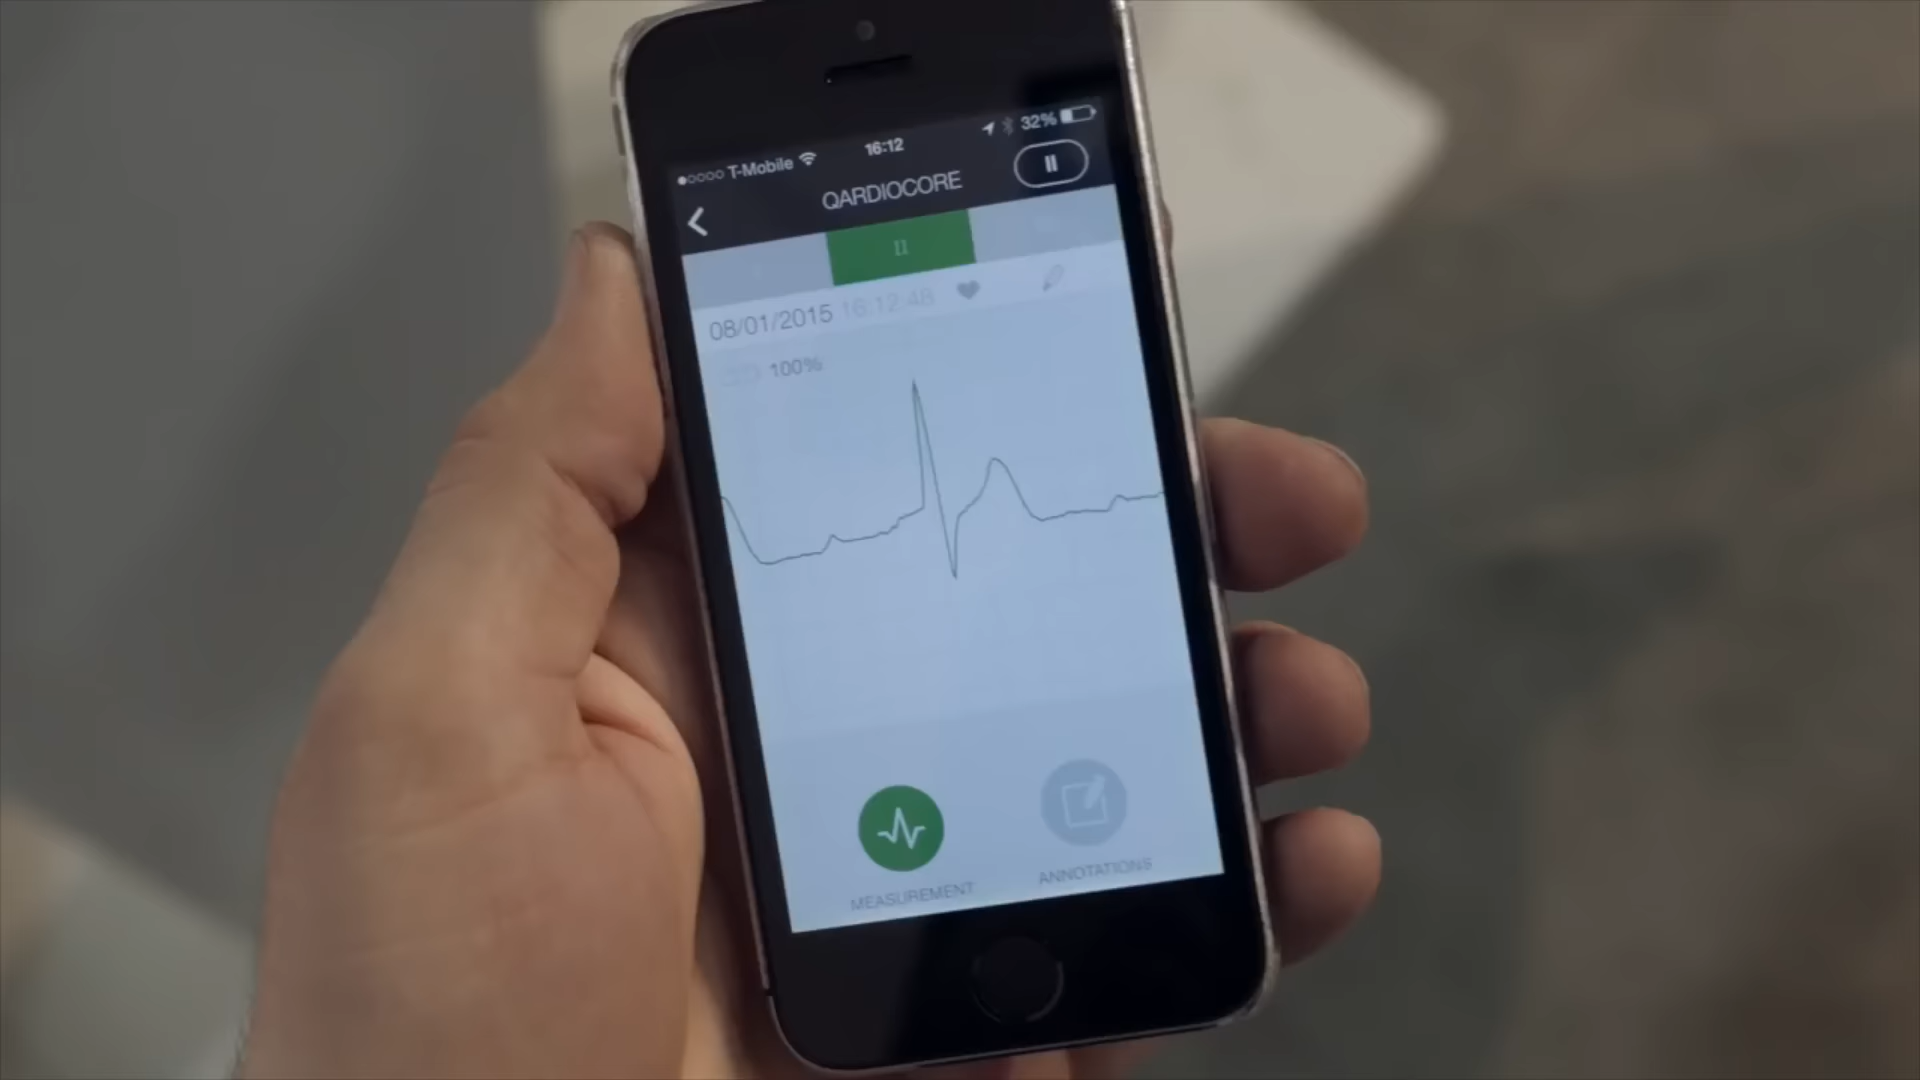 T-Mobile 16:12 32%
QARDIOCORE
II
08/01/2015 16:12:48
100%
MEASUREMENT
ANNOTATIONS